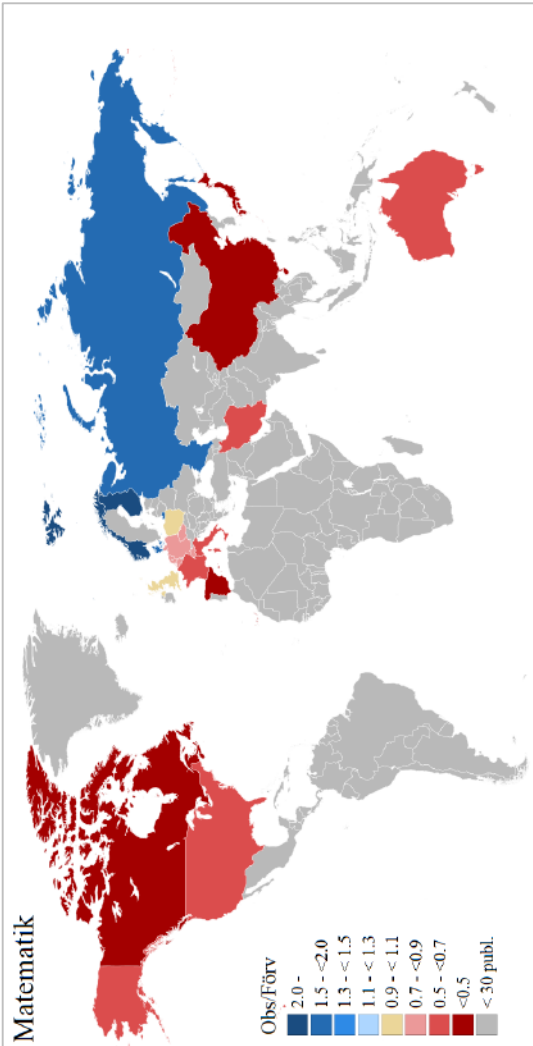 Matematik
Obs/Förv
2.0 -
1.5 - <2.0
1.3 - < 1.5
1.1 - < 1.3
0.9 - < 1.1
0.7 - <0.9
0.5 - <0.7
<0.5
< 30 publ.